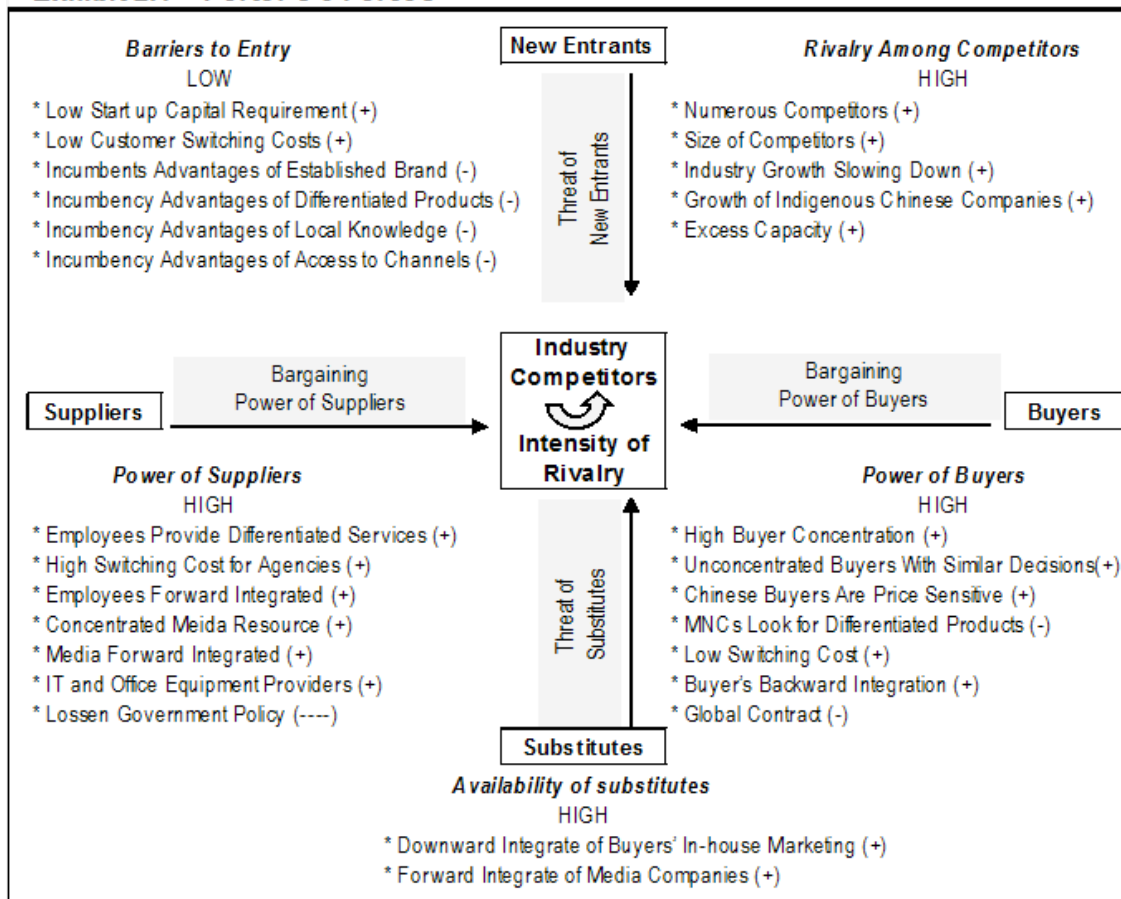 Barriers to Entry
LOW
* Low Start up Capital Requirement (+)
* Low Customer Switching Costs (+)
* Incumbents Advantages of Established Brand (-)
* Incumbency Advantages of Differentiated Products (-)
* Incumbency Advantages of Local Knowledge (-)
* Incumbency Advantages of Access to Channels (-)
New Entrants
Threat of
New Entrants
Rivalry Among Competitors
HIGH
* Numerous Competitors (+)
* Size of Competitors (+)
* Industry Growth Slowing Down (+)
* Growth of Indigenous Chinese Companies (+)
* Excess Capacity (+)
Suppliers
Bargaining
Power of Suppliers
Industry
Competitors
Intensity of
Rivalry
Bargaining
Power of Buyers
Buyers
Power of Suppliers
HIGH
* Employees Provide Differentiated Services (+)
* High Switching Cost for Agencies (+)
* Employees Forward Integrated (+)
* Concentrated Meida Resource (+)
* Media Forward Integrated (+)
* IT and Office Equipment Providers (+)
* Lossen Government Policy (----)
Threat of
Substitutes
Power of Buyers
HIGH
* High Buyer Concentration (+)
* Unconcentrated Buyers With Similar Decisions(+)
* Chinese Buyers Are Price Sensitive (+)
* MNCs Look for Differentiated Products (-)
* Low Switching Cost (+)
* Buyer's Backward Integration (+)
* Global Contract (-)
Substitutes
Availability of substitutes
HIGH
* Downward Integrate of Buyers' In-house Marketing (+)
* Forward Integrate of Media Companies (+)